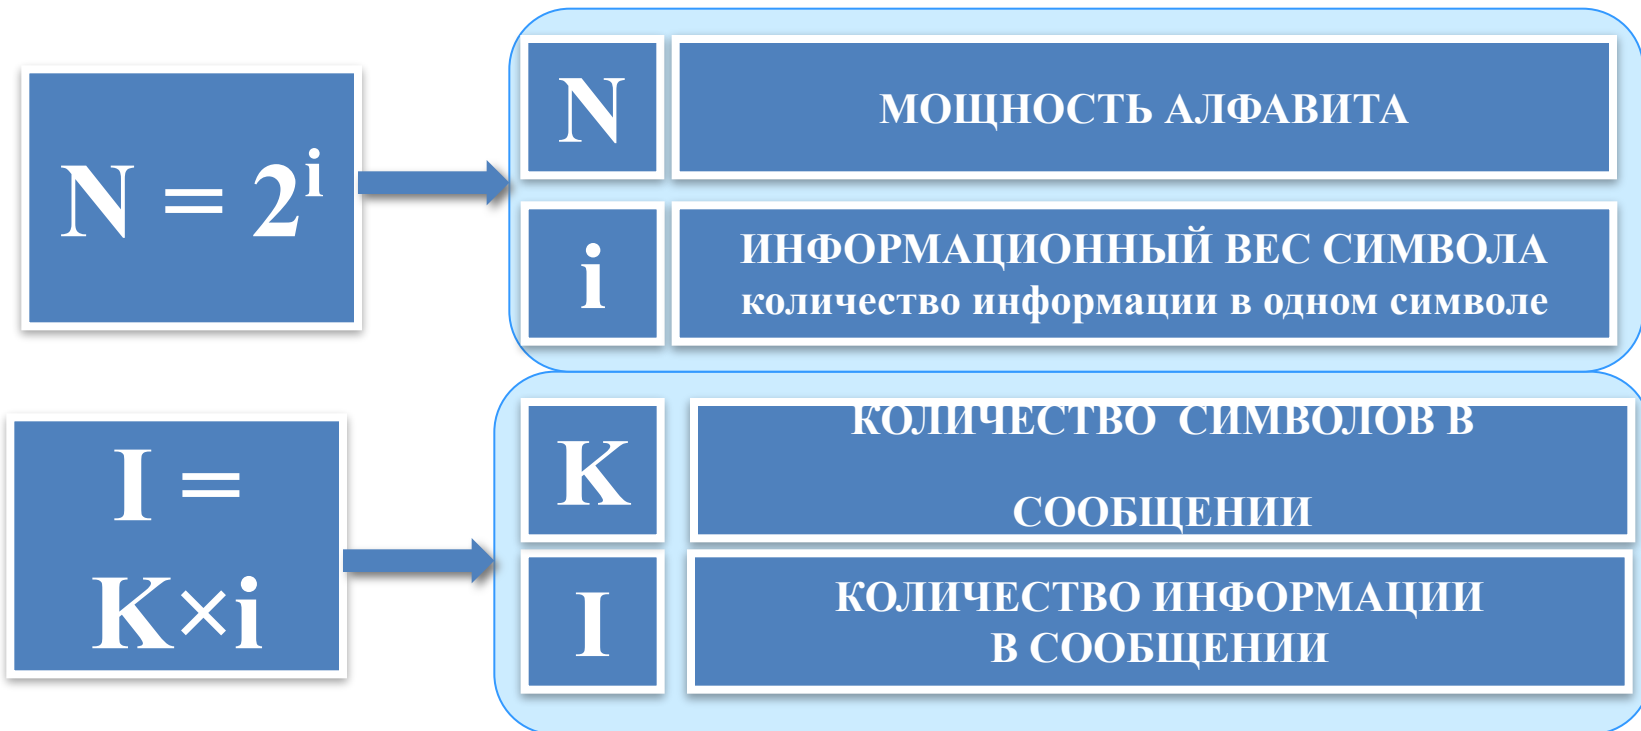 N = 2ⁱ
N
МОЩНОСТЬ АЛФАВИТА
i
ИНФОРМАЦИОННЫЙ ВЕС СИМВОЛА
количество информации в одном символе
I =
K×i
K
КОЛИЧЕСТВО СИМВОЛОВ В
СООБЩЕНИИ
I
КОЛИЧЕСТВО ИНФОРМАЦИИ
В СООБЩЕНИИ